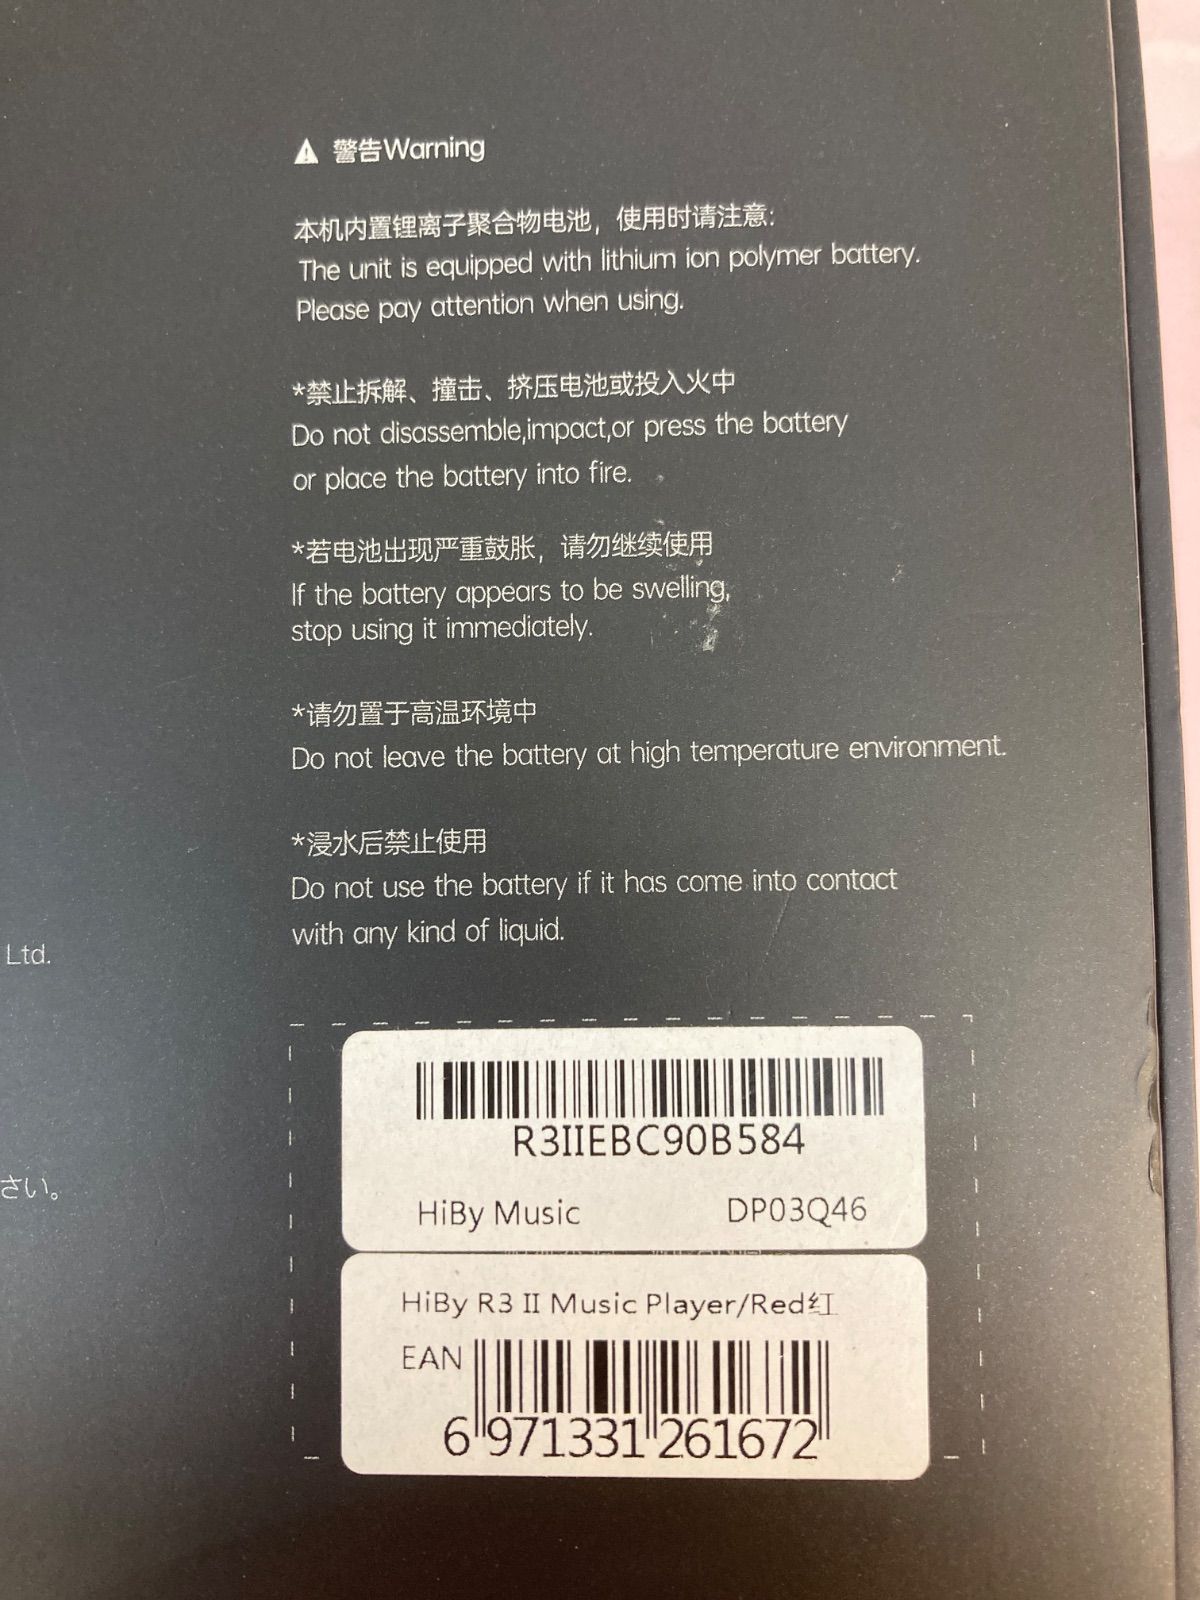 警告Warning
本机内置锂离子聚合物电池，使用时请注意:
The unit is equipped with lithium ion polymer battery.
Please pay attention when using.
*禁止拆解、撞击、挤压电池或投入火中
Do not disassemble,impact,or press the battery
or place the battery into fire.
*若电池出现严重鼓胀，请勿继续使用
If the battery appears to be swelling,
stop using it immediately.
*请勿置于高温环境中
Do not leave the battery at high temperature environment.
*浸水后禁止使用
Do not use the battery if it has come into contact
with any kind of liquid.
Ltd.
さい。
R3IIEBC90B584
HiBy Music DP03Q46
HiBy R3 II Music Player/Red红
EAN
6 971331 261672